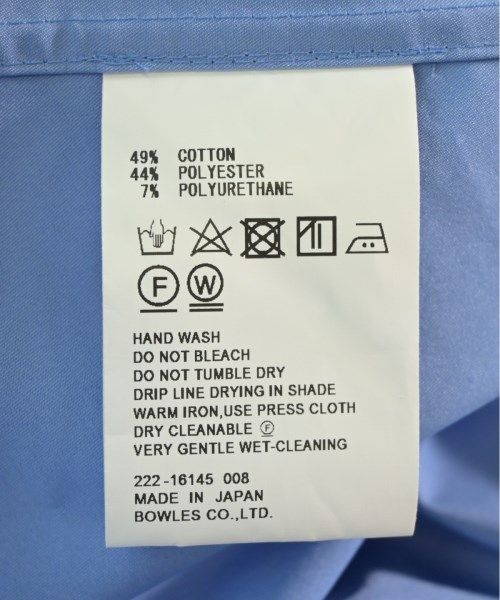 49% COTTON
44% POLYESTER
7% POLYURETHANE
F W
HAND WASH
DO NOT BLEACH
DO NOT TUMBLE DRY
DRIP LINE DRYING IN SHADE
WARM IRON,USE PRESS CLOTH
DRY CLEANABLE Ⓕ
VERY GENTLE WET-CLEANING
222-16145 008
MADE IN JAPAN
BOWLES CO.,LTD.